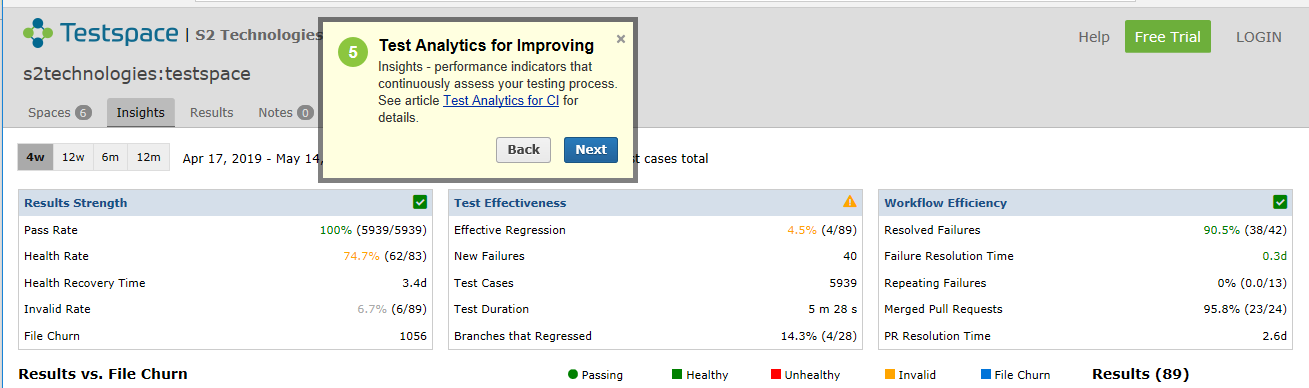 Testspace | S2 Technologies
Help
Free Trial
LOGIN
s2technologies:testspace
Spaces 6
Insights
Results
Notes 0
5
Test Analytics for Improving
×
Insights - performance indicators that
continuously assess your testing process.
See article Test Analytics for CI for
details.
Back
Next
4w
12w
6m
12m
Apr 17, 2019 - May 14,
cases total
Results Strength
Pass Rate 100% (5939/5939)
Health Rate 74.7% (62/83)
Health Recovery Time 3.4d
Invalid Rate 6.7% (6/89)
File Churn 1056
Test Effectiveness
Effective Regression 4.5% (4/89)
New Failures 40
Test Cases 5939
Test Duration 5 m 28 s
Branches that Regressed 14.3% (4/28)
Workflow Efficiency
Resolved Failures 90.5% (38/42)
Failure Resolution Time 0.3d
Repeating Failures 0% (0.0/13)
Merged Pull Requests 95.8% (23/24)
PR Resolution Time 2.6d
Results vs. File Churn
Passing
Healthy
Unhealthy
Invalid
File Churn
Results (89)